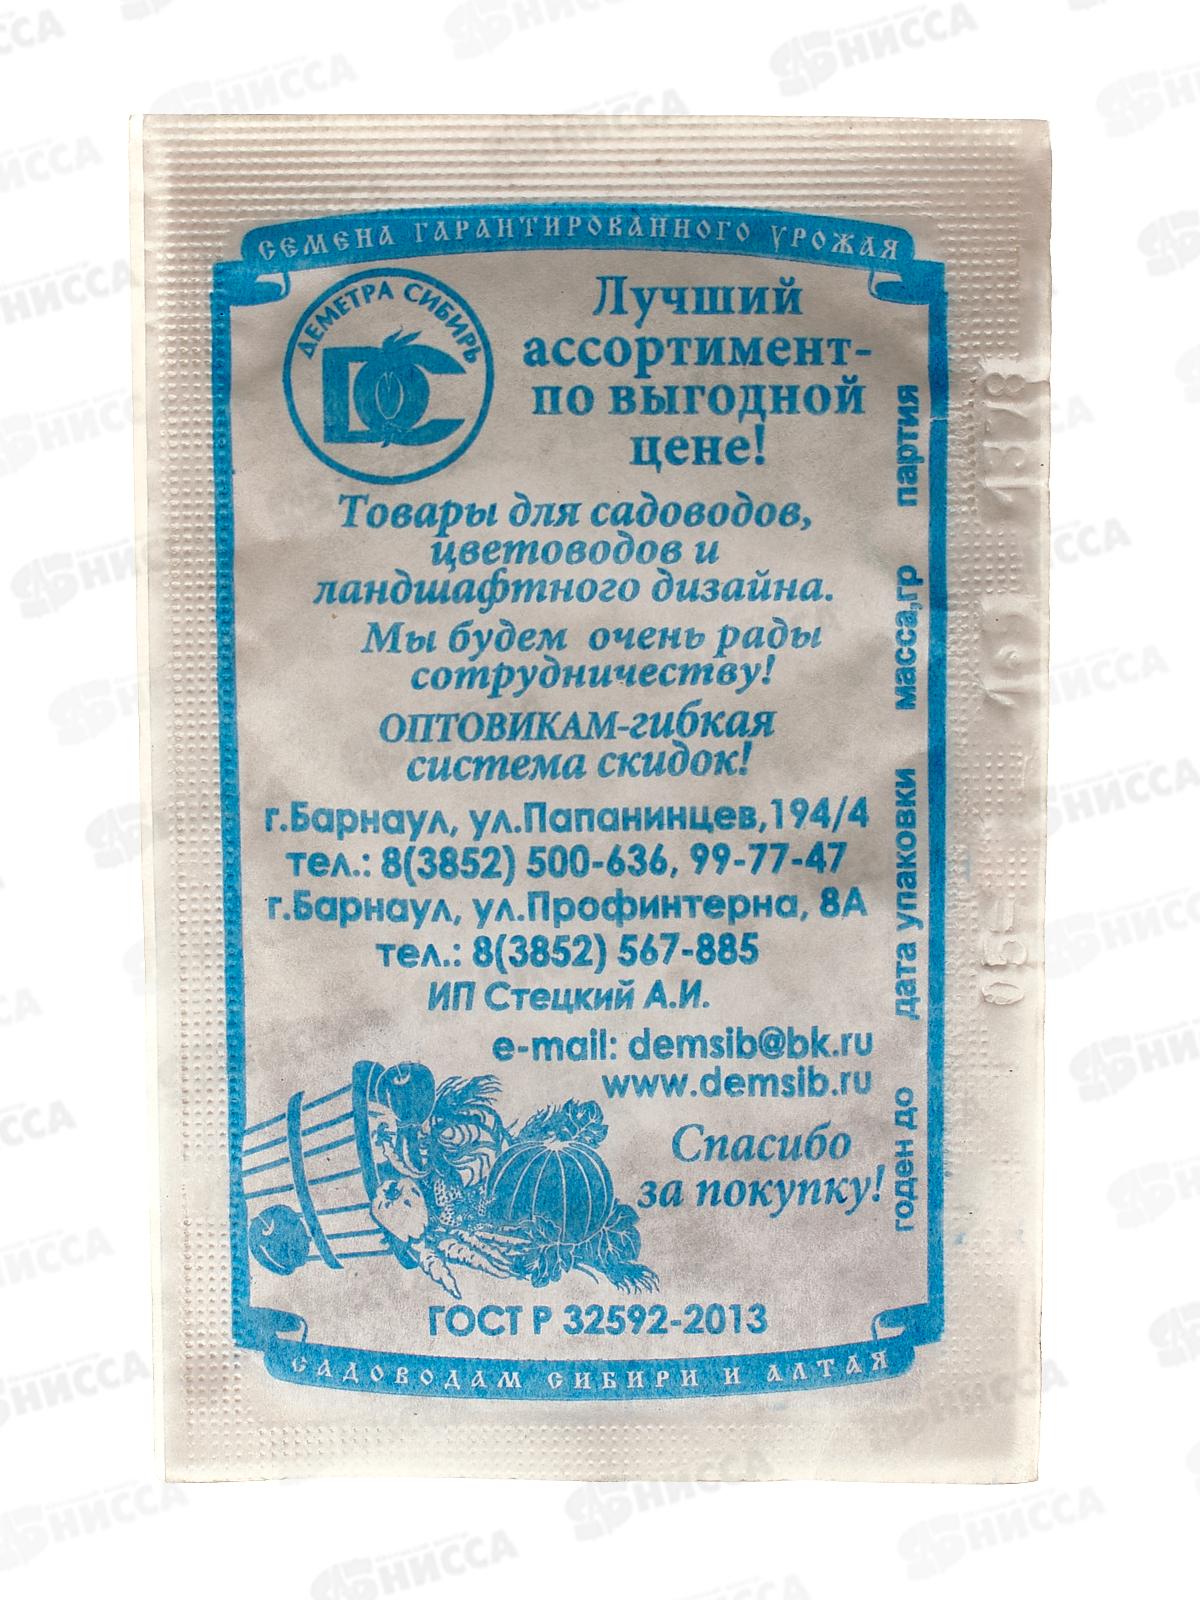 СЕМЕНА ГАРАНТИРОВАННОГО УРОЖАЯ
ДЕМЕТРА СИБИРЬ
DC
Лучший
ассортимент-
по выгодной
цене!
Товары для садоводов,
цветоводов и
ландшафтного дизайна.
Мы будем очень рады
сотрудничеству!
ОПТОВИКАМ-гибкая
система скидок!
г.Барнаул, ул.Папанинцев,194/4
тел.: 8(3852) 500-636, 99-77-47
г.Барнаул, ул.Профинтерна, 8А
тел.: 8(3852) 567-885
ИП Стецкий А.И.
e-mail: demsib@bk.ru
www.demsib.ru
Спасибо
за покупку!
ГОСТ Р 32592-2013
САДОВОДАМ СИБИРИ И АЛТАЯ
годен до дата упаковки масса,гр партия
1378
НИССА